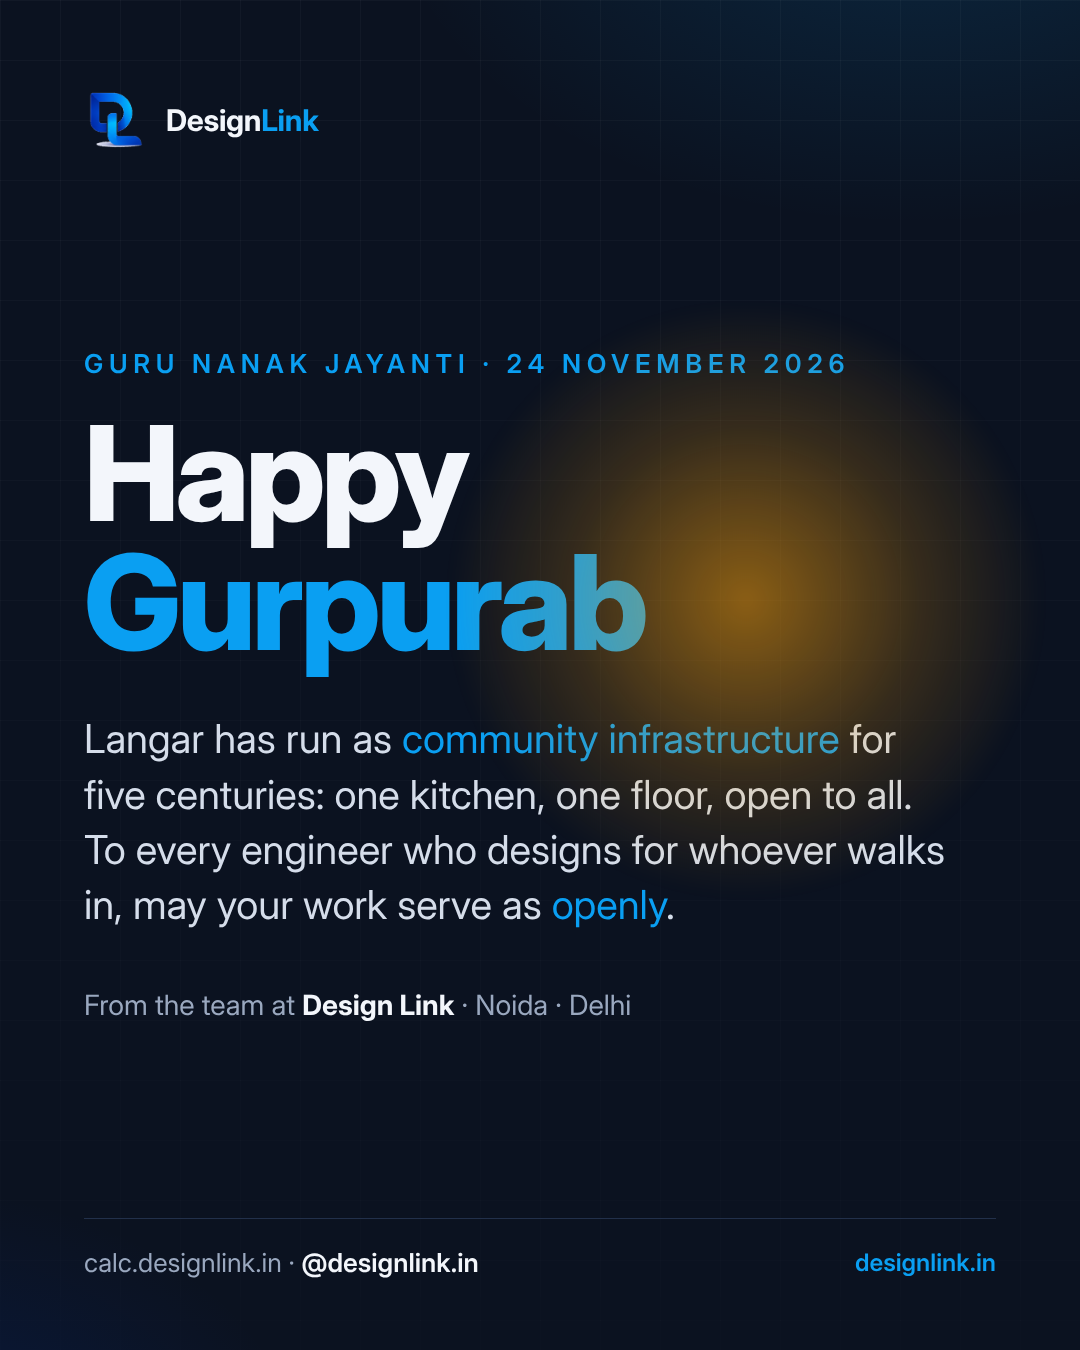 DesignLink
GURU NANAK JAYANTI · 24 NOVEMBER 2026
Happy
Gurpurab
Langar has run as community infrastructure for
five centuries: one kitchen, one floor, open to all.
To every engineer who designs for whoever walks
in, may your work serve as openly.
From the team at Design Link · Noida · Delhi
calc.designlink.in · @designlink.in
designlink.in